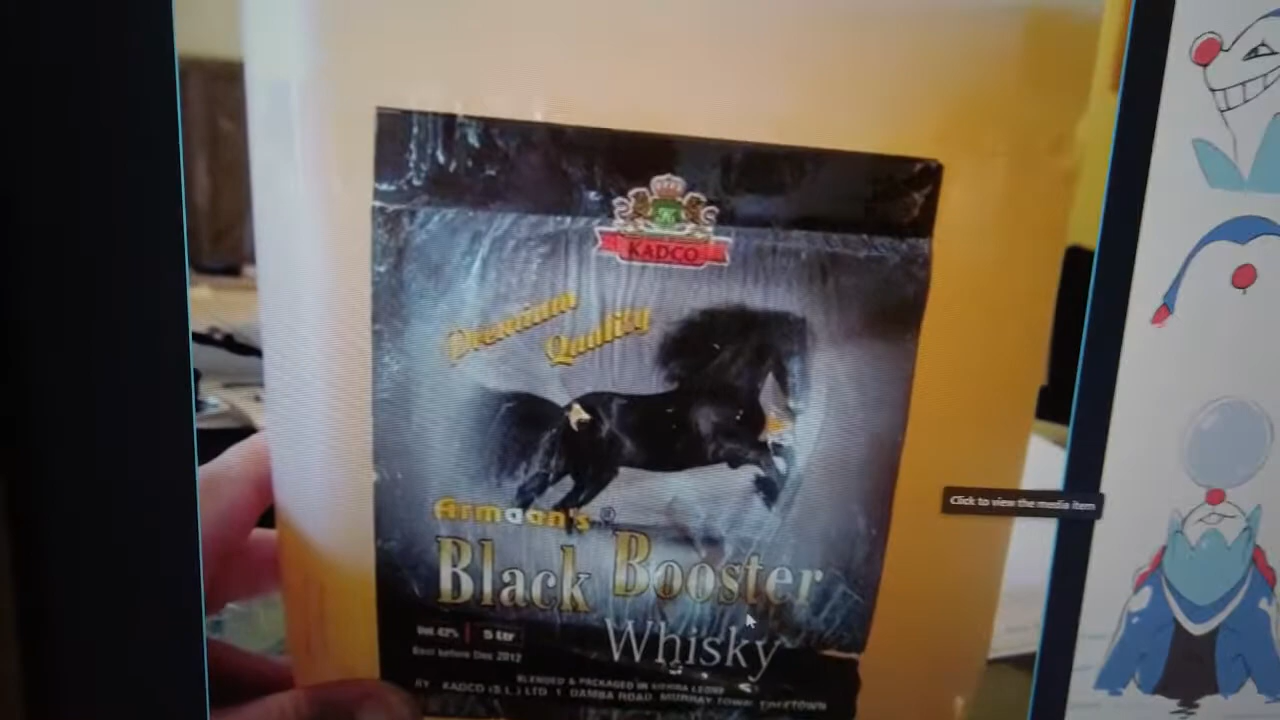 KADCO
Premium
Quality
Armaan's®
Black Booster
Whisky
Vol. 42% 5 Ltr
Best before Dec 2012
BLENDED & PACKAGED IN SIERRA LEONE
BY KADCO (S.L.) LTD 1 DAMBA ROAD, MURRAY TOWN FREETOWN
Click to view the media item